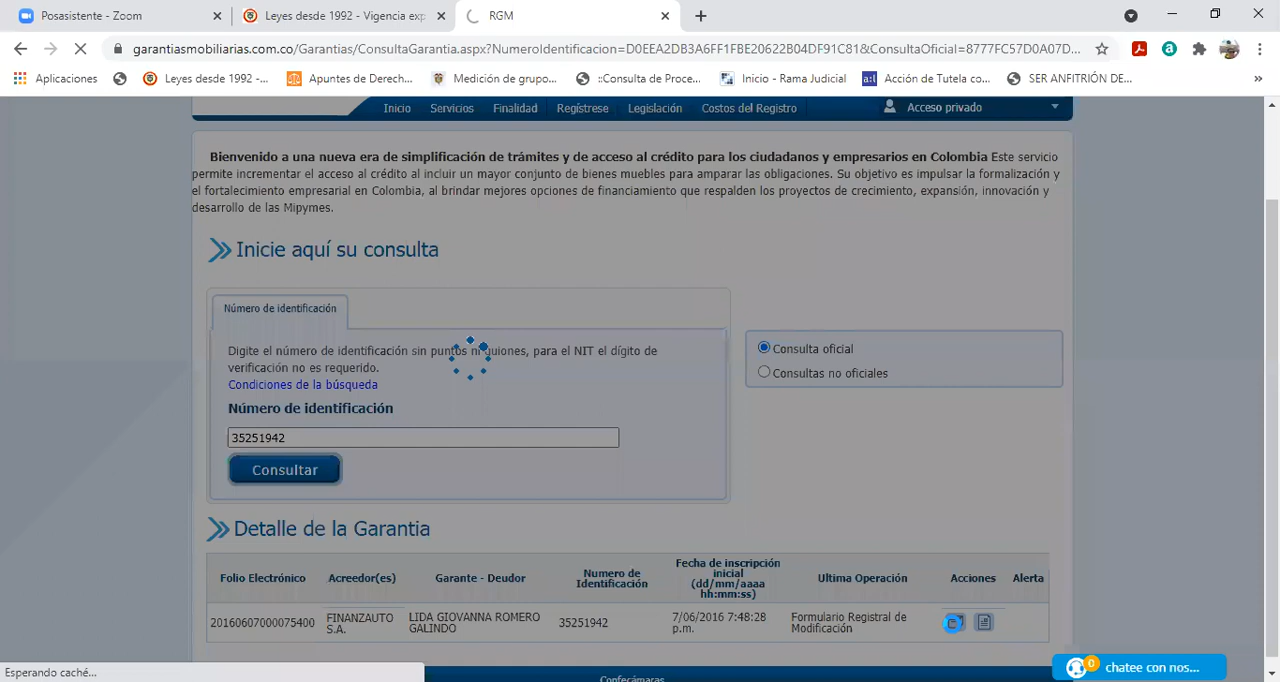 Posasistente - Zoom
Leyes desde 1992 - Vigencia exp
RGM
garantiasmobiliarias.com.co/Garantias/ConsultaGarantia.aspx?NumeroIdentificacion=D0EEA2DB3A6FF1FBE20622B04DF91C81&ConsultaOficial=8777FC57D0A07D...
Aplicaciones
Leyes desde 1992 -...
Apuntes de Derech...
Medición de grupo...
::Consulta de Proce...
Inicio - Rama Judicial
Acción de Tutela co...
SER ANFITRIÓN DE...
»
Inicio
Servicios
Finalidad
Regístrese
Legislación
Costos del Registro
Acceso privado
Bienvenido a una nueva era de simplificación de trámites y de acceso al crédito para los ciudadanos y empresarios en Colombia Este servicio
permite incrementar el acceso al crédito al incluir un mayor conjunto de bienes muebles para amparar las obligaciones. Su objetivo es impulsar la formalización y
el fortalecimiento empresarial en Colombia, al brindar mejores opciones de financiamiento que respalden los proyectos de crecimiento, expansión, innovación y
desarrollo de las Mipymes.
Inicie aquí su consulta
Número de identificación
Digite el número de identificación sin puntos ni guiones, para el NIT el dígito de
verificación no es requerido.
Condiciones de la búsqueda
Número de identificación
35251942
Consultar
Consulta oficial
Consultas no oficiales
Detalle de la Garantia
Folio Electrónico
Acreedor(es)
Garante - Deudor
Numero de
Identificación
Fecha de inscripción
inicial
(dd/mm/aaaa
hh:mm:ss)
Ultima Operación
Acciones
Alerta
20160607000075400
FINANZAUTO
S.A.
LIDA GIOVANNA ROMERO
GALINDO
35251942
7/06/2016 7:48:28
p.m.
Formulario Registral de
Modificación
Esperando caché...
Confecámaras
0
chatee con nos...